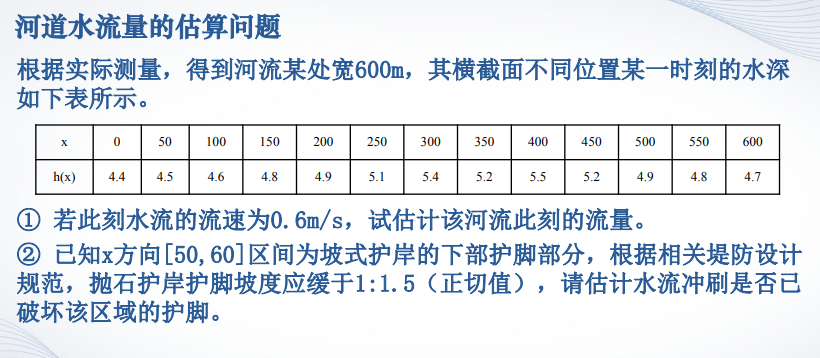 河道水流量的估算问题
根据实际测量，得到河流某处宽600m，其横截面不同位置某一时刻的水深
如下表所示。
x 0 50 100 150 200 250 300 350 400 450 500 550 600
h(x) 4.4 4.5 4.6 4.8 4.9 5.1 5.4 5.2 5.5 5.2 4.9 4.8 4.7
① 若此刻水流的流速为0.6m/s，试估计该河流此刻的流量。
② 已知x方向[50,60]区间为坡式护岸的下部护脚部分，根据相关堤防设计
规范，抛石护岸护脚坡度应缓于1:1.5（正切值），请估计水流冲刷是否已
破坏该区域的护脚。